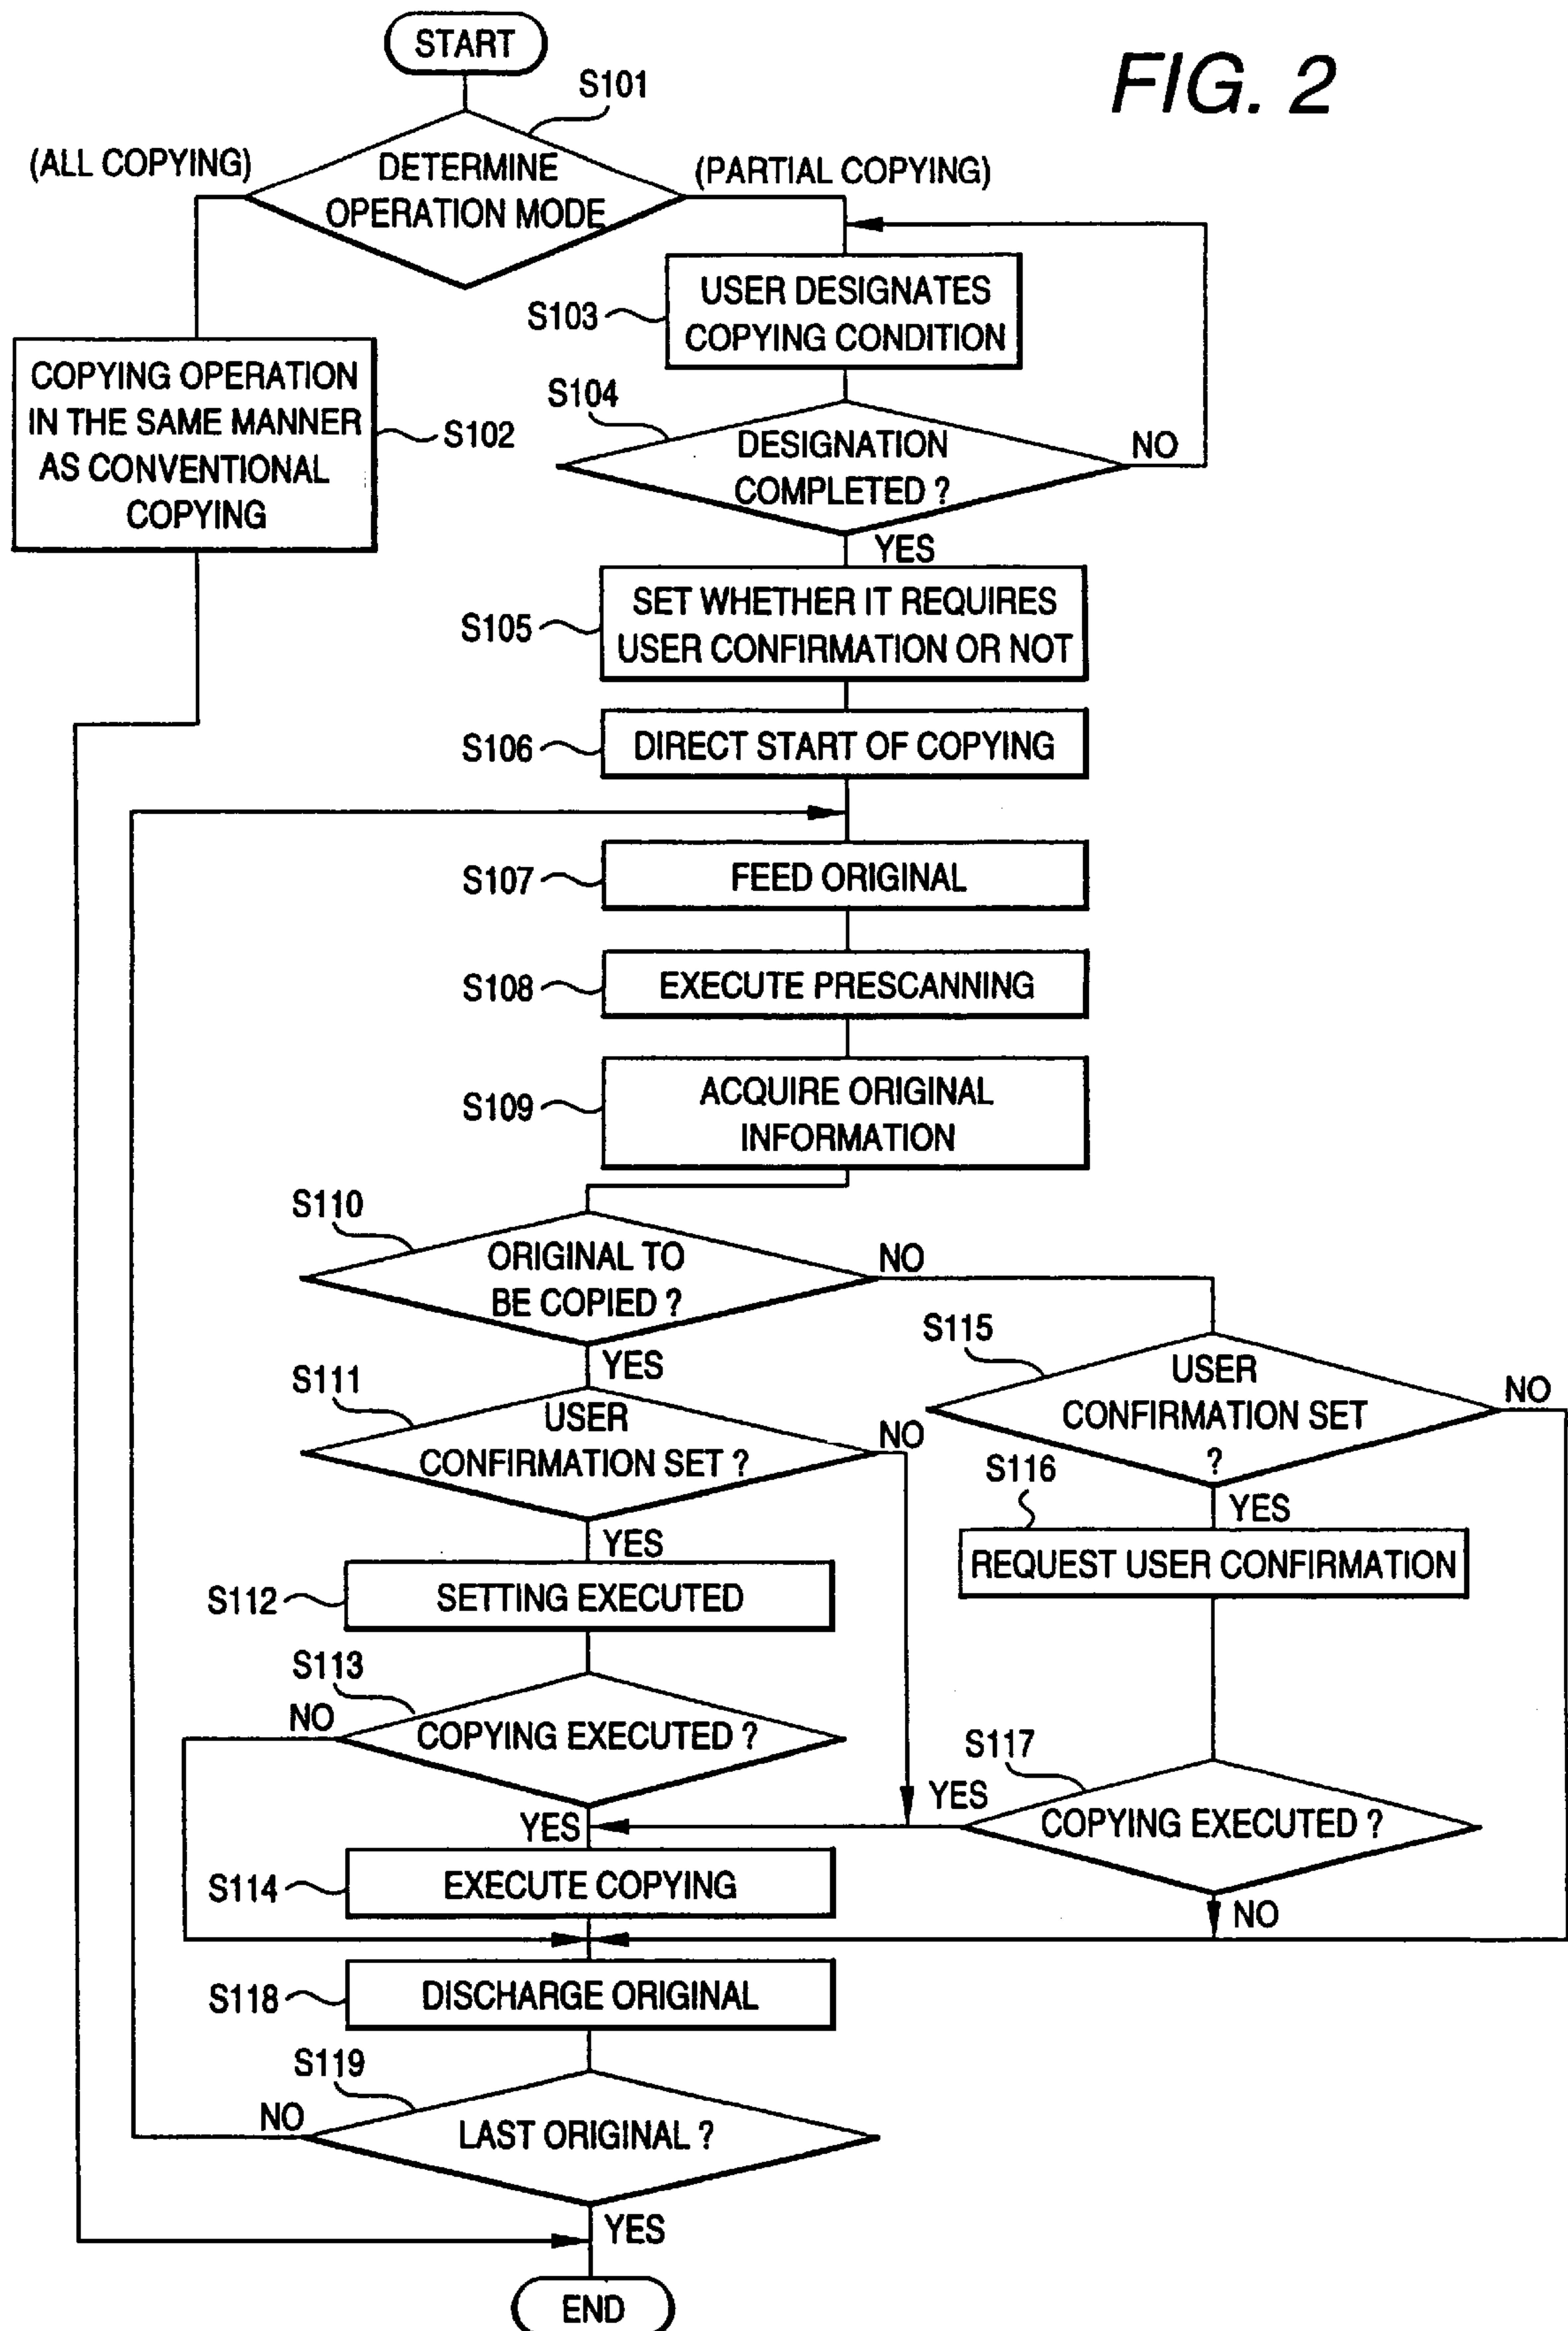 START
FIG. 2
S101
(ALL COPYING)
DETERMINE
OPERATION MODE
(PARTIAL COPYING)
USER DESIGNATES
COPYING CONDITION
S103
COPYING OPERATION
IN THE SAME MANNER
AS CONVENTIONAL
COPYING
S102
S104
DESIGNATION
COMPLETED ?
NO
YES
SET WHETHER IT REQUIRES
USER CONFIRMATION OR NOT
S105
S106
DIRECT START OF COPYING
S107
FEED ORIGINAL
S108
EXECUTE PRESCANNING
S109
ACQUIRE ORIGINAL
INFORMATION
S110
ORIGINAL TO
BE COPIED ?
NO
YES
S115
USER
CONFIRMATION SET
?
NO
YES
S111
USER
CONFIRMATION SET ?
NO
YES
S116
REQUEST USER CONFIRMATION
S112
SETTING EXECUTED
S113
NO
COPYING EXECUTED ?
YES
S117
YES
COPYING EXECUTED ?
NO
S114
EXECUTE COPYING
S118
DISCHARGE ORIGINAL
S119
NO
LAST ORIGINAL ?
YES
END